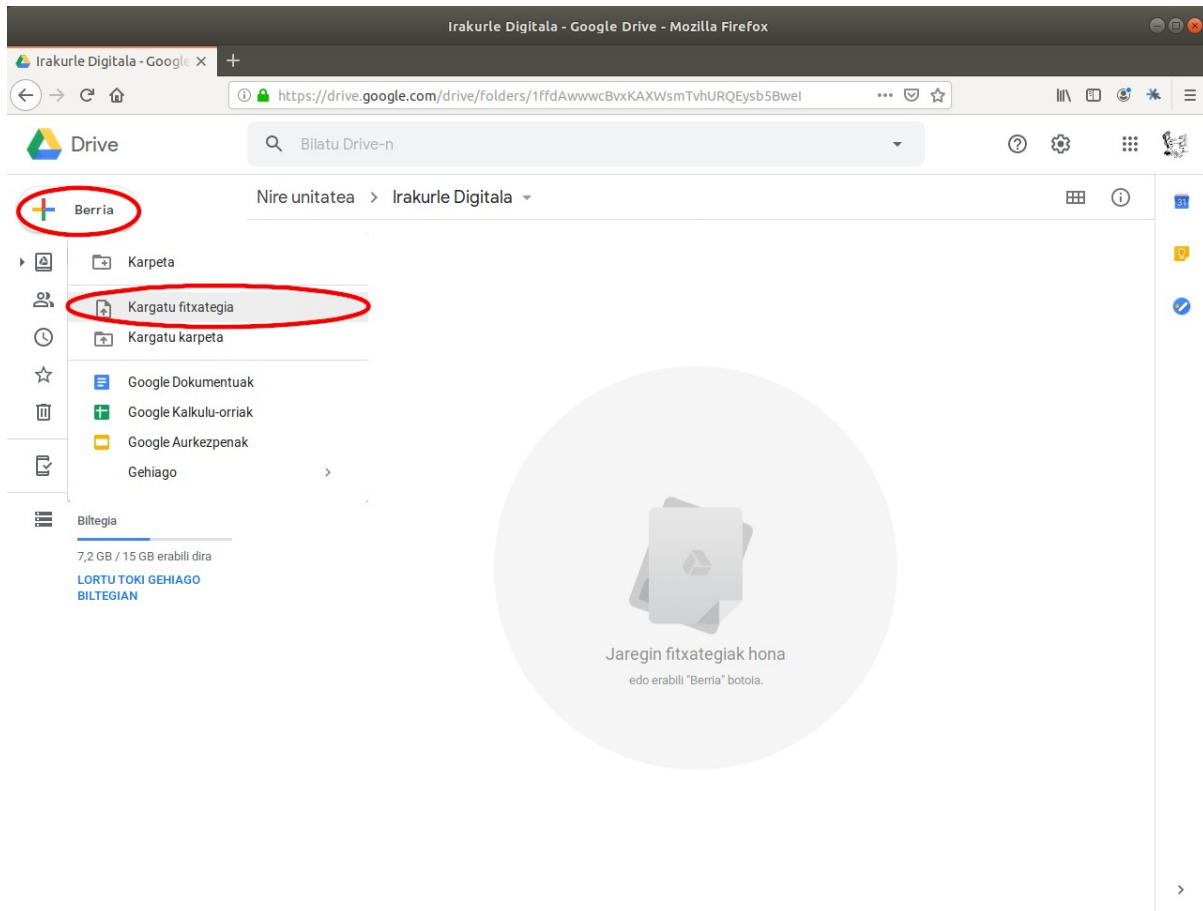 Irakurle Digitala - Google Drive - Mozilla Firefox
Irakurle Digitala - Google
https://drive.google.com/drive/folders/1ffdAwwwcBvxKAXWsmTvhURQEysb5BweI
Drive
Bilatu Drive-n
Berria
Nire unitatea > Irakurle Digitala
31
Karpeta
Kargatu fitxategia
Kargatu karpeta
Google Dokumentuak
Google Kalkulu-orriak
Google Aurkezpenak
Gehiago
Biltegia
7,2 GB / 15 GB erabili dira
LORTU TOKI GEHIAGO
BILTEGIAN
Jaregin fitxategiak hona
edo erabili "Berria" botoia.